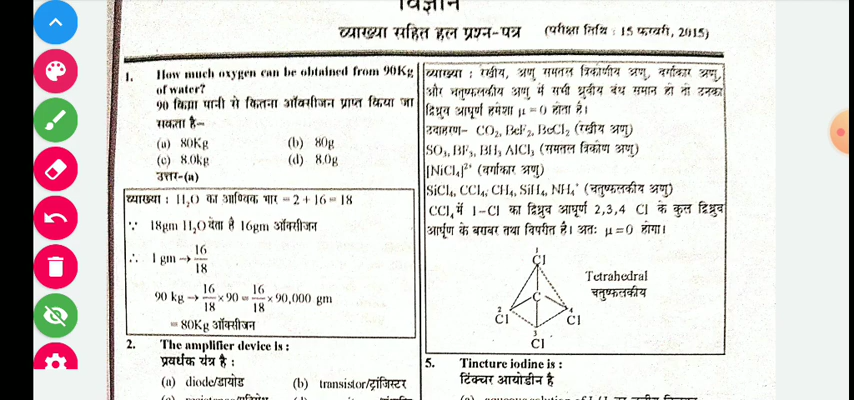 विज्ञान
व्याख्या सहित हल प्रश्न-पत्र (परीक्षा तिथि : 15 फरवरी, 2015)
1. How much oxygen can be obtained from 90Kg
of water?
90 किग्रा पानी से कितना ऑक्सीजन प्राप्त किया जा
सकता है–
(a) 80Kg (b) 80g
(c) 8.0kg (d) 8.0g
उत्तर-(a)
व्याख्या : H₂O का आण्विक भार = 2 + 16 = 18
∵ 18gm H₂O देता है 16gm ऑक्सीजन
∴ 1 gm → 16/18
90 kg → 16/18 × 90 = 16/18 × 90,000 gm
= 80Kg ऑक्सीजन
2. The amplifier device is :
प्रवर्धक यंत्र है :
(a) diode/डायोड (b) transistor/ट्रांजिस्टर
व्याख्या : रेखीय, अणु समतल त्रिकोणीय अणु, वर्गाकार अणु,
और चतुष्फलकीय अणु में सभी ध्रुवीय बंध समान हो तो उनका
द्विध्रुव आघूर्ण हमेशा μ = 0 होता है।
उदाहरण– CO₂, BeF₂, BeCl₂ (रेखीय अणु)
SO₃, BF₃, BH₃ AlCl₃ (समतल त्रिकोण अणु)
[NiCl₄]²⁺ (वर्गाकार अणु)
SiCl₄, CCl₄, CH₄, SiH₄, NH₄⁺ (चतुष्फलकीय अणु)
CCl₄ में 1–Cl का द्विध्रुव आघूर्ण 2,3,4 Cl के कुल द्विध्रुव
आर्घूण के बराबर तथा विपरीत है। अतः μ = 0 होगा।
1
Cl
Tetrahedral
चतुष्फलकीय
C
2 4
Cl Cl
3
Cl
5. Tincture iodine is :
टिंक्चर आयोडीन है